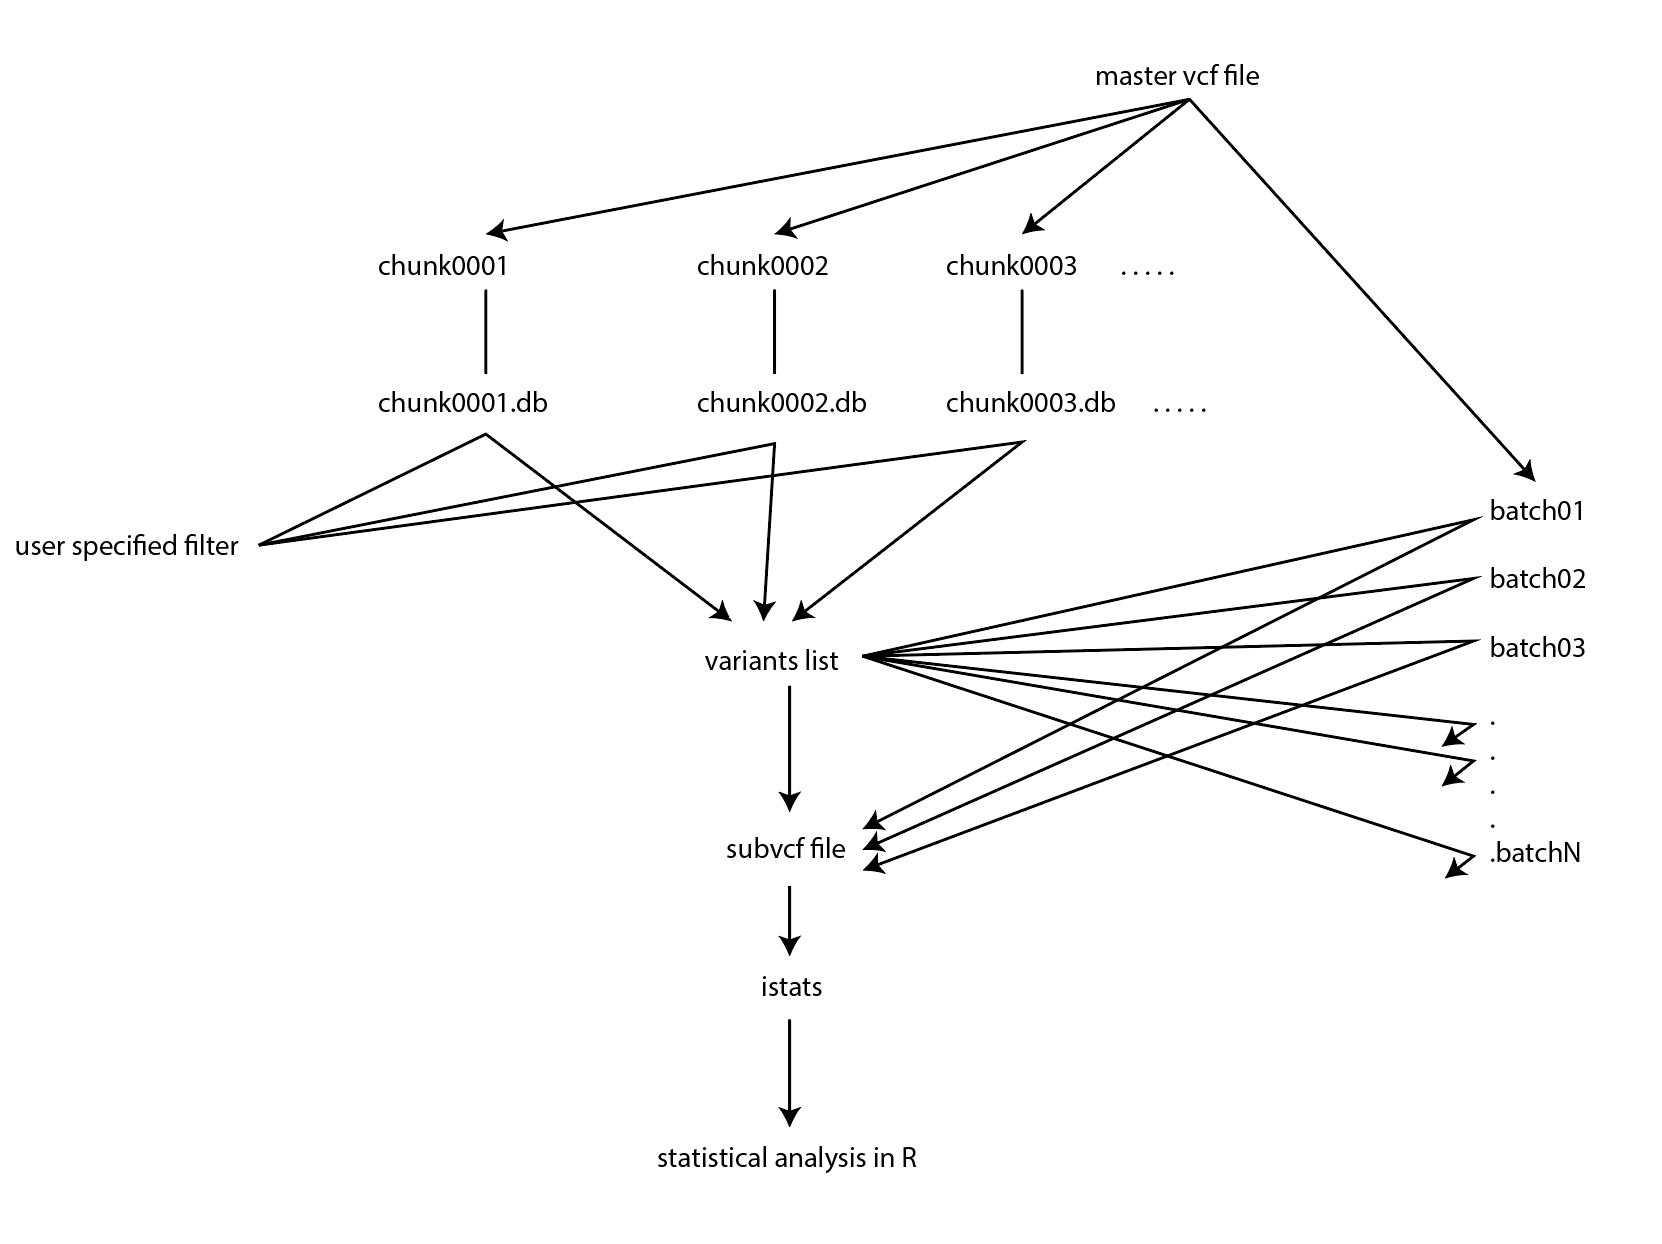 master vcf file
chunk0001 chunk0002 chunk0003 .....
chunk0001.db chunk0002.db chunk0003.db .....
batch01
user specified filter
batch02
batch03
variants list
.
.
.
.
subvcf file
.batchN
istats
statistical analysis in R